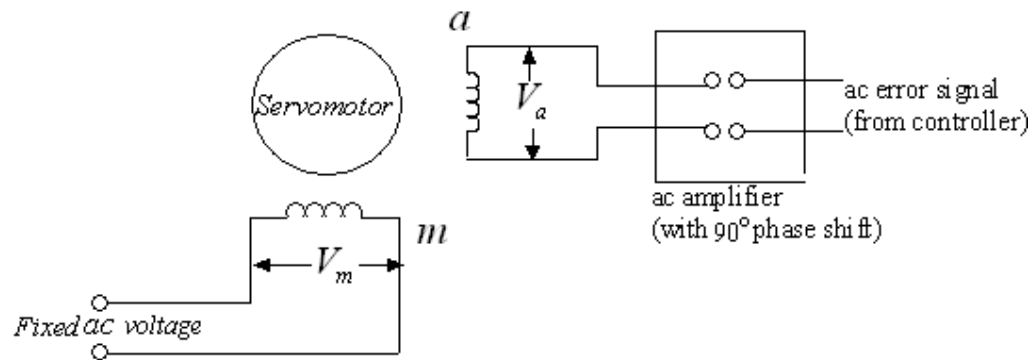 a
Servomotor
V_a
ac error signal
(from controller)
ac amplifier
(with 90° phase shift)
m
V_m
Fixed ac voltage